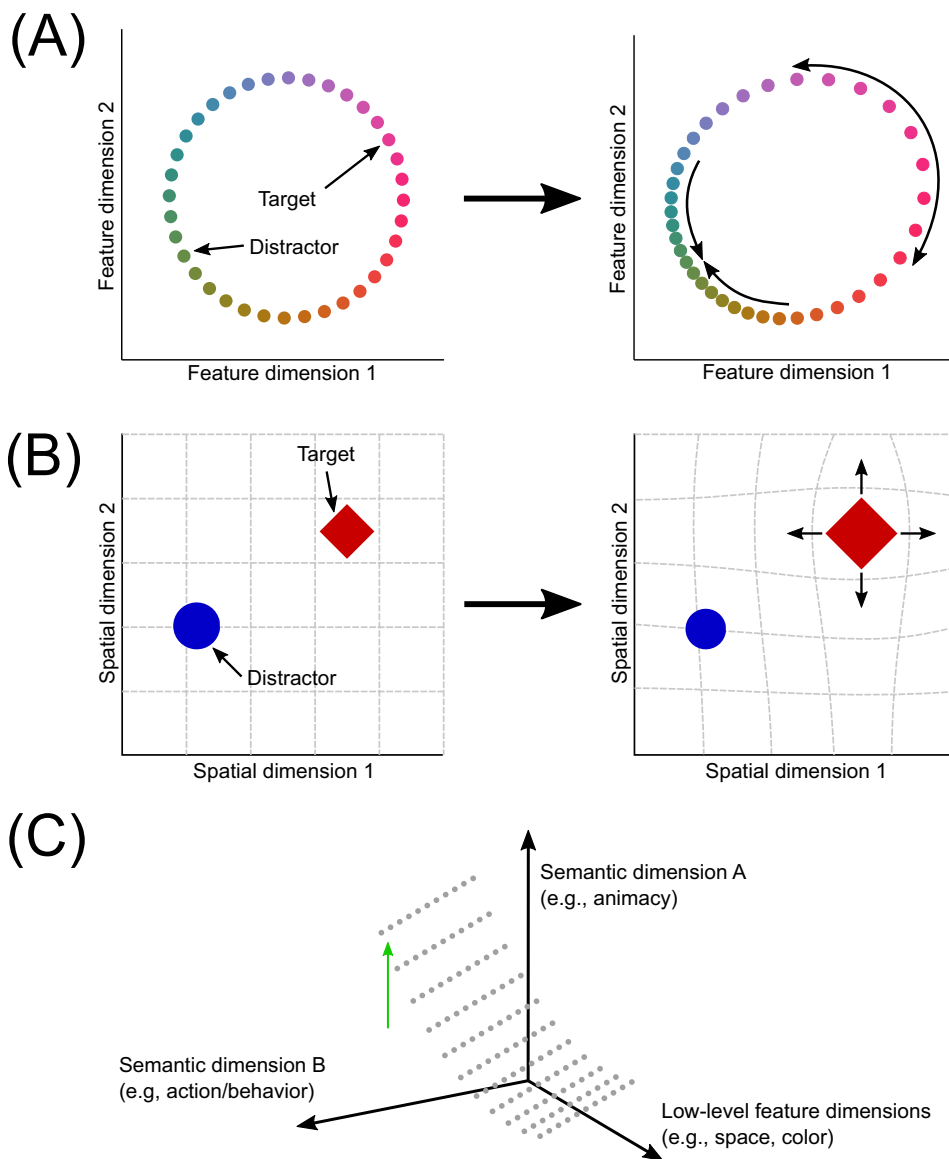 (A)
Feature dimension 2
Target
Distractor
Feature dimension 1
Feature dimension 2
Feature dimension 1
(B)
Spatial dimension 2
Target
Distractor
Spatial dimension 1
Spatial dimension 2
Spatial dimension 1
(C)
Semantic dimension A
(e.g., animacy)
Semantic dimension B
(e.g, action/behavior)
Low-level feature dimensions
(e.g., space, color)